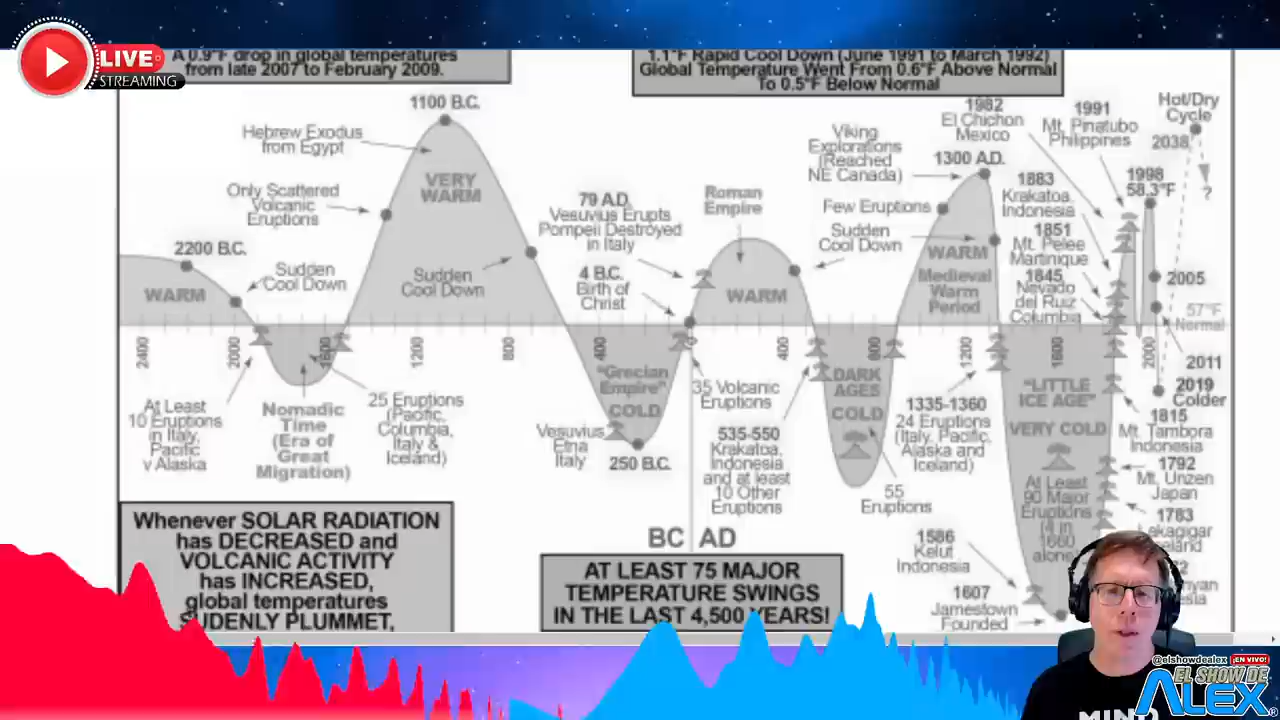 LIVE
STREAMING
A 0.9°F drop in global temperatures
from late 2007 to February 2009.
1.1°F Rapid Cool Down (June 1991 to March 1992)
Global Temperature Went From 0.6°F Above Normal
To 0.5°F Below Normal
1100 B.C.
Hebrew Exodus
from Egypt
VERY
WARM
Only Scattered
Volcanic
Eruptions
2200 B.C.
Sudden
Cool Down
WARM
Sudden
Cool Down
79 A.D.
Vesuvius Erupts
Pompeii Destroyed
in Italy
4 B.C.
Birth of
Christ
Roman
Empire
WARM
Viking
Explorations
(Reached
NE Canada)
Few Eruptions
Sudden
Cool Down
1300 A.D.
WARM
Medieval
Warm
Period
1982
El Chichon
Mexico
1991
Mt. Pinatubo
Philippines
Hot/Dry
Cycle
2038
?
1998
58.3°F
1883
Krakatoa,
Indonesia
1851
Mt. Pelee
Martinique
1845
Nevado
del Ruiz
Columbia
2005
57°F
Normal
2011
2019
Colder
2400
2000
1600
1200
800
400
0
400
800
1200
1600
2000
At Least
10 Eruptions
in Italy,
Pacific
v Alaska
Nomadic
Time
(Era of
Great
Migration)
25 Eruptions
(Pacific,
Columbia,
Italy &
Iceland)
"Grecian
Empire"
COLD
Vesuvius
Etna
Italy
250 B.C.
35 Volcanic
Eruptions
535-550
Krakatoa,
Indonesia
and at least
10 Other
Eruptions
DARK
AGES
COLD
55
Eruptions
1335-1360
24 Eruptions
(Italy, Pacific,
Alaska and
Iceland)
"LITTLE
ICE AGE"
VERY COLD
At Least
90 Major
Eruptions
(4 in
1660
alone)
1815
Mt. Tambora
Indonesia
1792
Mt. Unzen
Japan
1783
1586
Kelut
Indonesia
1607
Jamestown
Founded
BC AD
Whenever SOLAR RADIATION
has DECREASED and
VOLCANIC ACTIVITY
has INCREASED,
global temperatures
SUDENLY PLUMMET,
AT LEAST 75 MAJOR
TEMPERATURE SWINGS
IN THE LAST 4,500 YEARS!
@elshowdealex ¡EN VIVO!
EL SHOW DE
ALEX
MIND